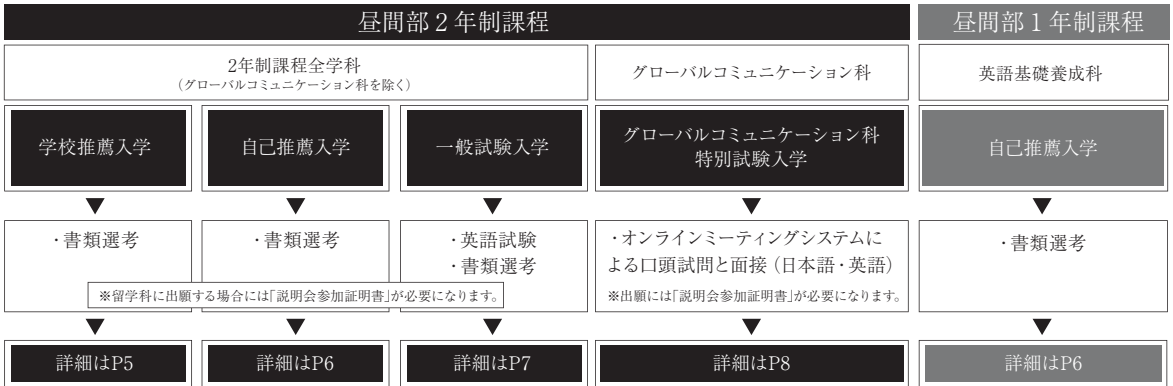 昼間部2年制課程
昼間部1年制課程
2年制課程全学科
(グローバルコミュニケーション科を除く)
グローバルコミュニケーション科
英語基礎養成科
学校推薦入学
自己推薦入学
一般試験入学
グローバルコミュニケーション科
特別試験入学
自己推薦入学
▼ ▼ ▼ ▼ ▼
・書類選考
・書類選考
・英語試験
・書類選考
・オンラインミーティングシステムに
よる口頭試問と面接(日本語・英語)
・書類選考
※留学科に出願する場合には「説明会参加証明書」が必要になります。
※出願には「説明会参加証明書」が必要になります。
▼ ▼ ▼ ▼ ▼
詳細はP5
詳細はP6
詳細はP7
詳細はP8
詳細はP6